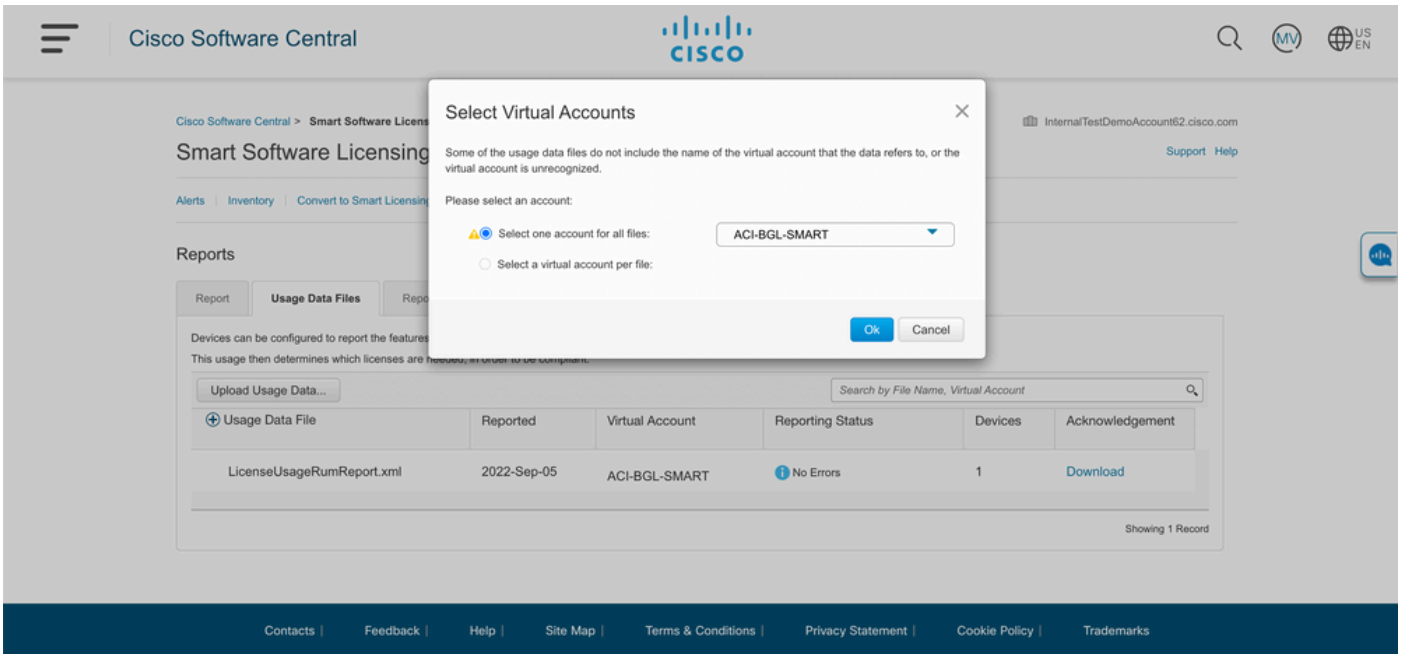 Cisco Software Central
CISCO
MV
US
EN
Select Virtual Accounts
Cisco Software Central > Smart Software Licens
InternalTestDemoAccount62.cisco.com
Smart Software Licensing
Support Help
Some of the usage data files do not include the name of the virtual account that the data refers to, or the
virtual account is unrecognized.
Alerts | Inventory | Convert to Smart Licensing
Please select an account:
Select one account for all files: ACI-BGL-SMART
Select a virtual account per file:
Reports
Report Usage Data Files Repo
Ok Cancel
Devices can be configured to report the features
This usage then determines which licenses are needed, in order to be compliant.
Upload Usage Data...
Search by File Name, Virtual Account
Usage Data File Reported Virtual Account Reporting Status Devices Acknowledgement
LicenseUsageRumReport.xml 2022-Sep-05 ACI-BGL-SMART No Errors 1 Download
Showing 1 Record
Contacts | Feedback | Help | Site Map | Terms & Conditions | Privacy Statement | Cookie Policy | Trademarks